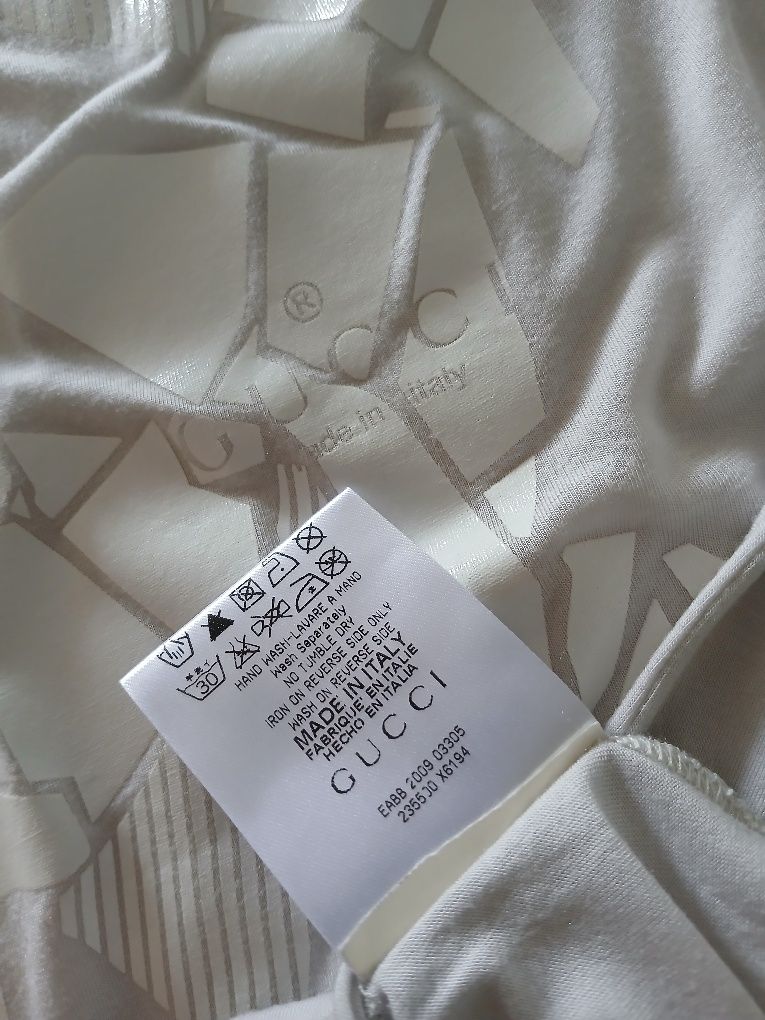 ®
GUCCI
made in italy
30
HAND WASH-LAVARE A MANO
Wash Separately
NO TUMBLE DRY
IRON ON REVERSE SIDE ONLY
WASH ON REVERSE SIDE
MADE IN ITALY
FABRIQUE EN ITALIE
HECHO EN ITALIA
GUCCI
EABB 2009 03305
2355J0 X6194